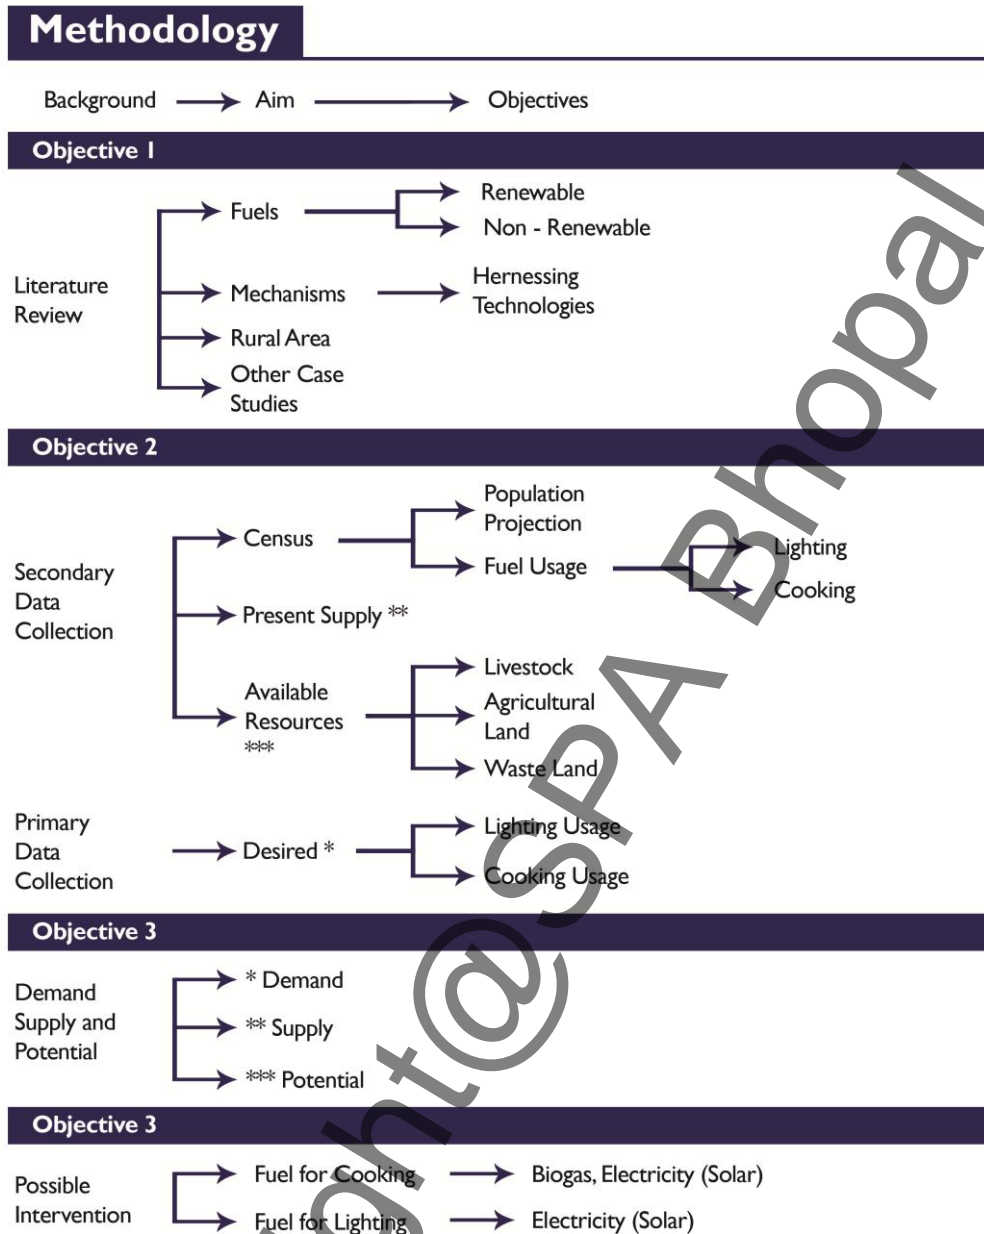 Methodology
Background Aim Objectives
Objective 1
Literature
Review
Fuels
Renewable
Non - Renewable
Mechanisms
Hernessing
Technologies
Rural Area
Other Case
Studies
Objective 2
Secondary
Data
Collection
Census
Population
Projection
Fuel Usage
Lighting
Cooking
Present Supply **
Available
Resources
***
Livestock
Agricultural
Land
Waste Land
Primary
Data
Collection
Desired *
Lighting Usage
Cooking Usage
Objective 3
Demand
Supply and
Potential
* Demand
** Supply
*** Potential
Objective 3
Possible
Intervention
Fuel for Cooking
Biogas, Electricity (Solar)
Fuel for Lighting
Electricity (Solar)
ght@SPA Bhopal